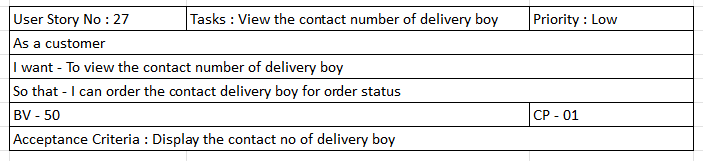 User Story No : 27 Tasks : View the contact number of delivery boy Priority : Low
As a customer
I want - To view the contact number of delivery boy
So that - I can order the contact delivery boy for order status
BV - 50 CP - 01
Acceptance Criteria : Display the contact no of delivery boy